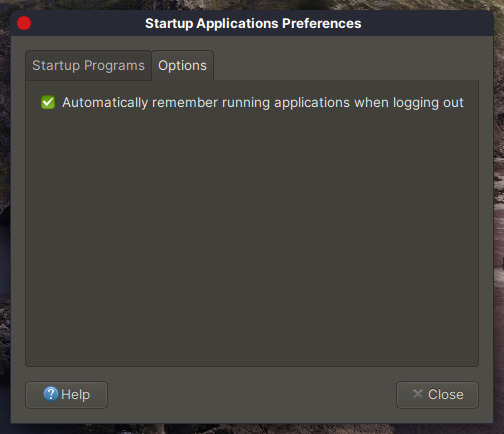 Startup Applications Preferences
Startup Programs
Options
Automatically remember running applications when logging out
Help
Close